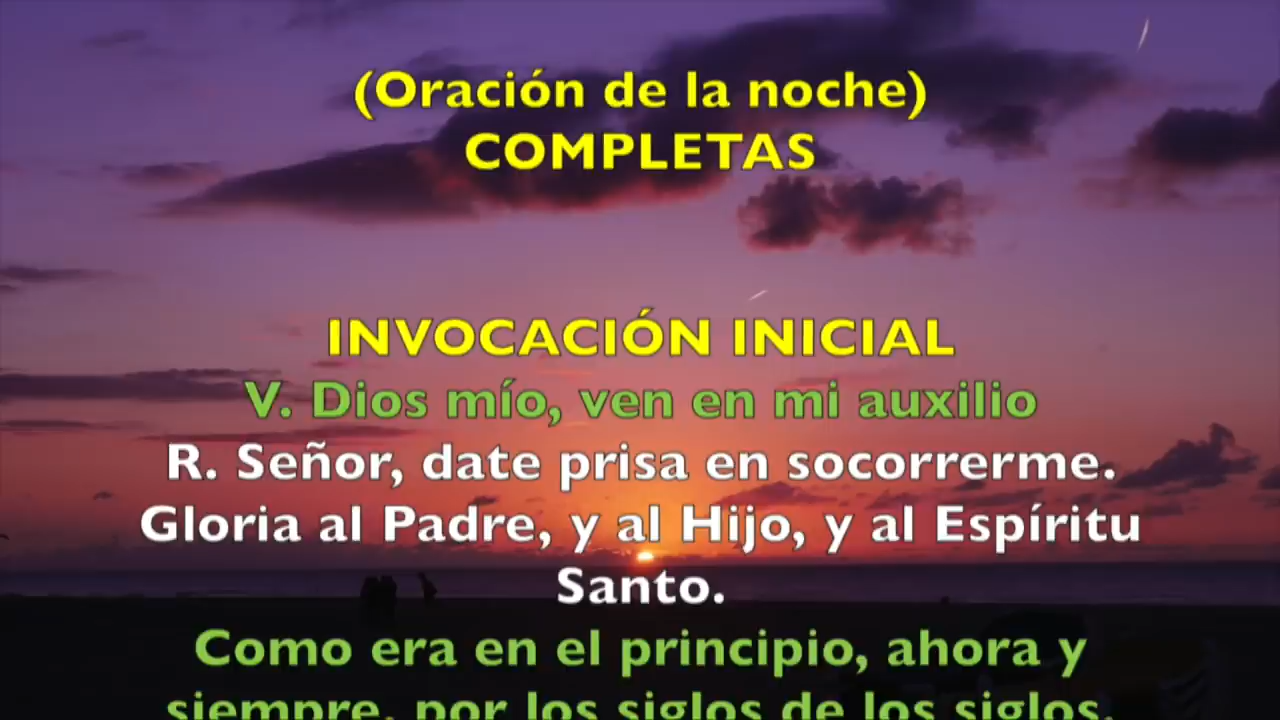 (Oración de la noche)
COMPLETAS
INVOCACIÓN INICIAL
V. Dios mío, ven en mi auxilio
R. Señor, date prisa en socorrerme.
Gloria al Padre, y al Hijo, y al Espíritu
Santo.
Como era en el principio, ahora y
siempre, por los siglos de los siglos.